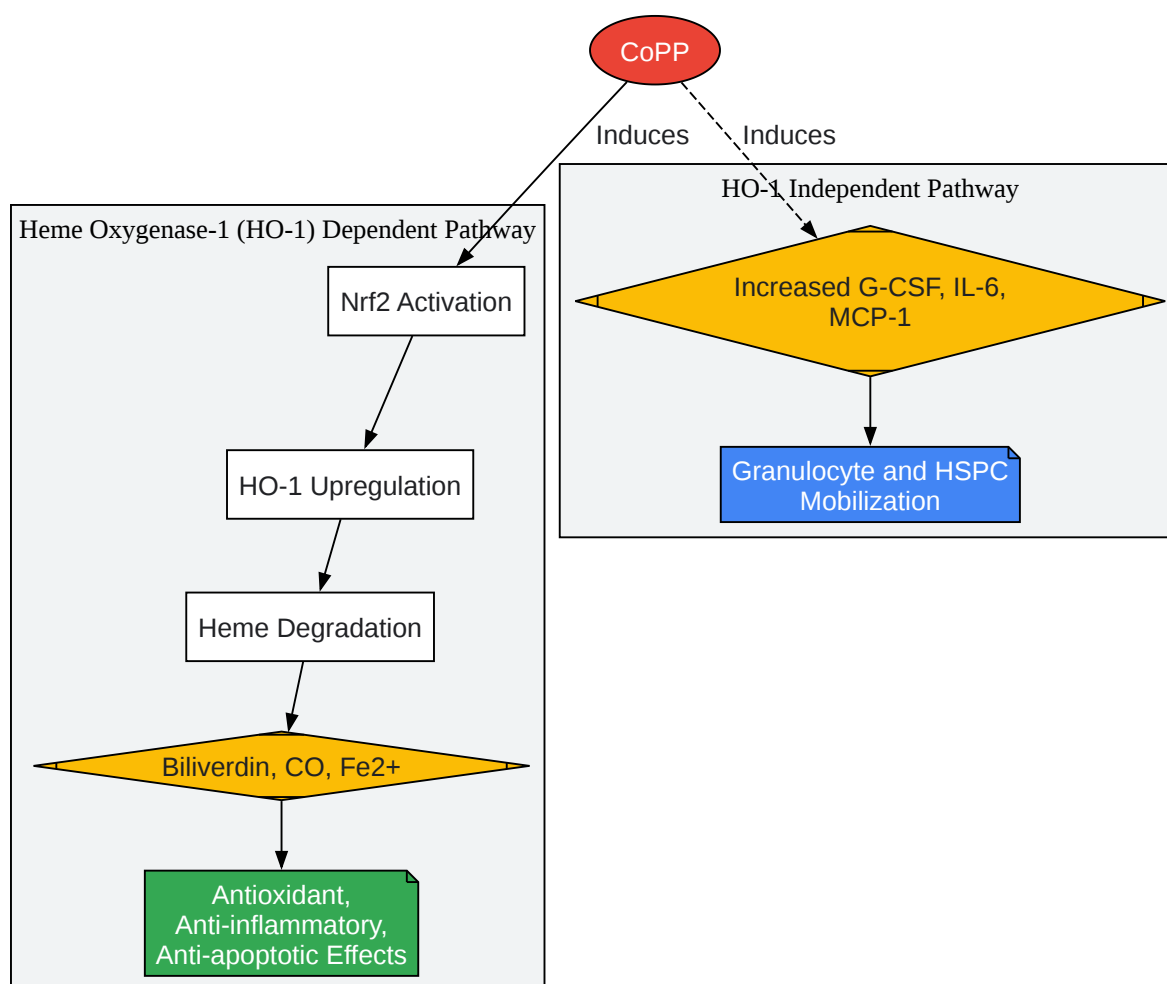 CoPP
Induces
Induces
HO-1 Independent Pathway
Increased G-CSF, IL-6,
MCP-1
Granulocyte and HSPC
Mobilization
Heme Oxygenase-1 (HO-1) Dependent Pathway
Nrf2 Activation
HO-1 Upregulation
Heme Degradation
Biliverdin, CO, Fe2+
Antioxidant,
Anti-inflammatory,
Anti-apoptotic Effects